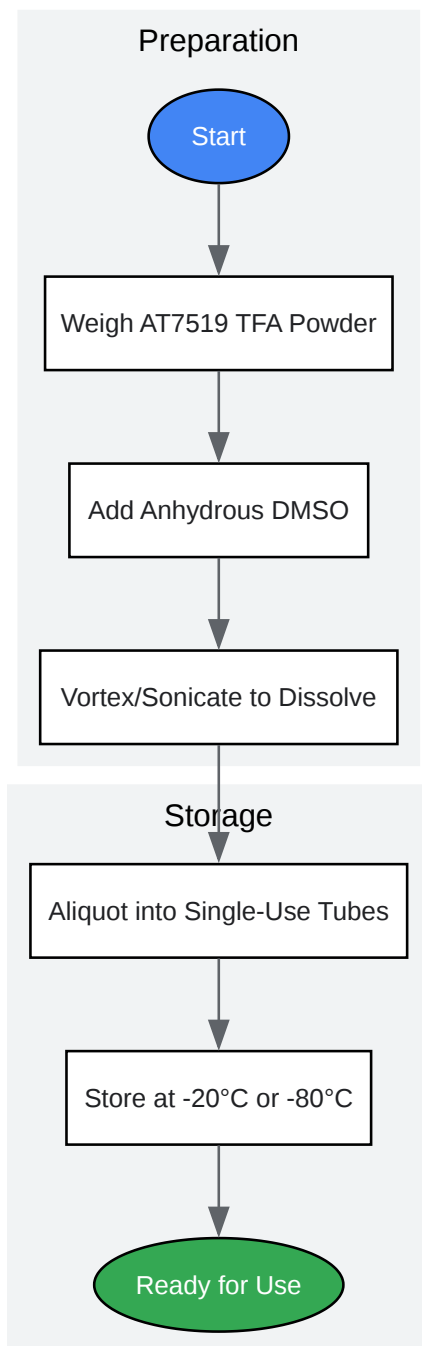 Preparation
Start
Weigh AT7519 TFA Powder
Add Anhydrous DMSO
Vortex/Sonicate to Dissolve
Storage
Aliquot into Single-Use Tubes
Store at -20°C or -80°C
Ready for Use